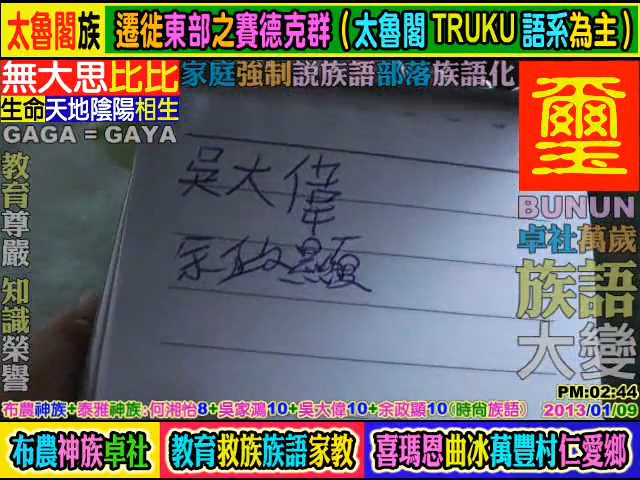 太魯閣族 遷徙東部之賽德克群(太魯閣 TRUKU 語系為主)
無大思比比 家庭強制說族語部落族語化
生命天地陰陽相生
GAGA = GAYA
教育尊嚴 知識榮譽
吳大偉
余政顯
璽
BUNUN
卓社萬歲
族語
大變
PM:02:44
布農神族+泰雅神族:何湘怡8+吳家鴻10+吳大偉10+余政顯10(時尚族語) 2013/01/09
布農神族卓社 教育救族族語家教 喜瑪恩曲冰萬豐村仁愛鄉